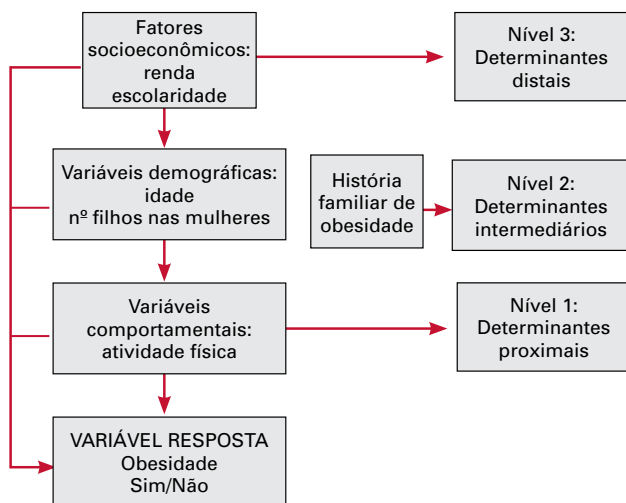 Fatores
socioeconômicos:
renda
escolaridade
Nível 3:
Determinantes
distais
Variáveis demográficas:
idade
nº filhos nas mulheres
História
familiar de
obesidade
Nível 2:
Determinantes
intermediários
Variáveis
comportamentais:
atividade física
Nível 1:
Determinantes
proximais
VARIÁVEL RESPOSTA
Obesidade
Sim/Não